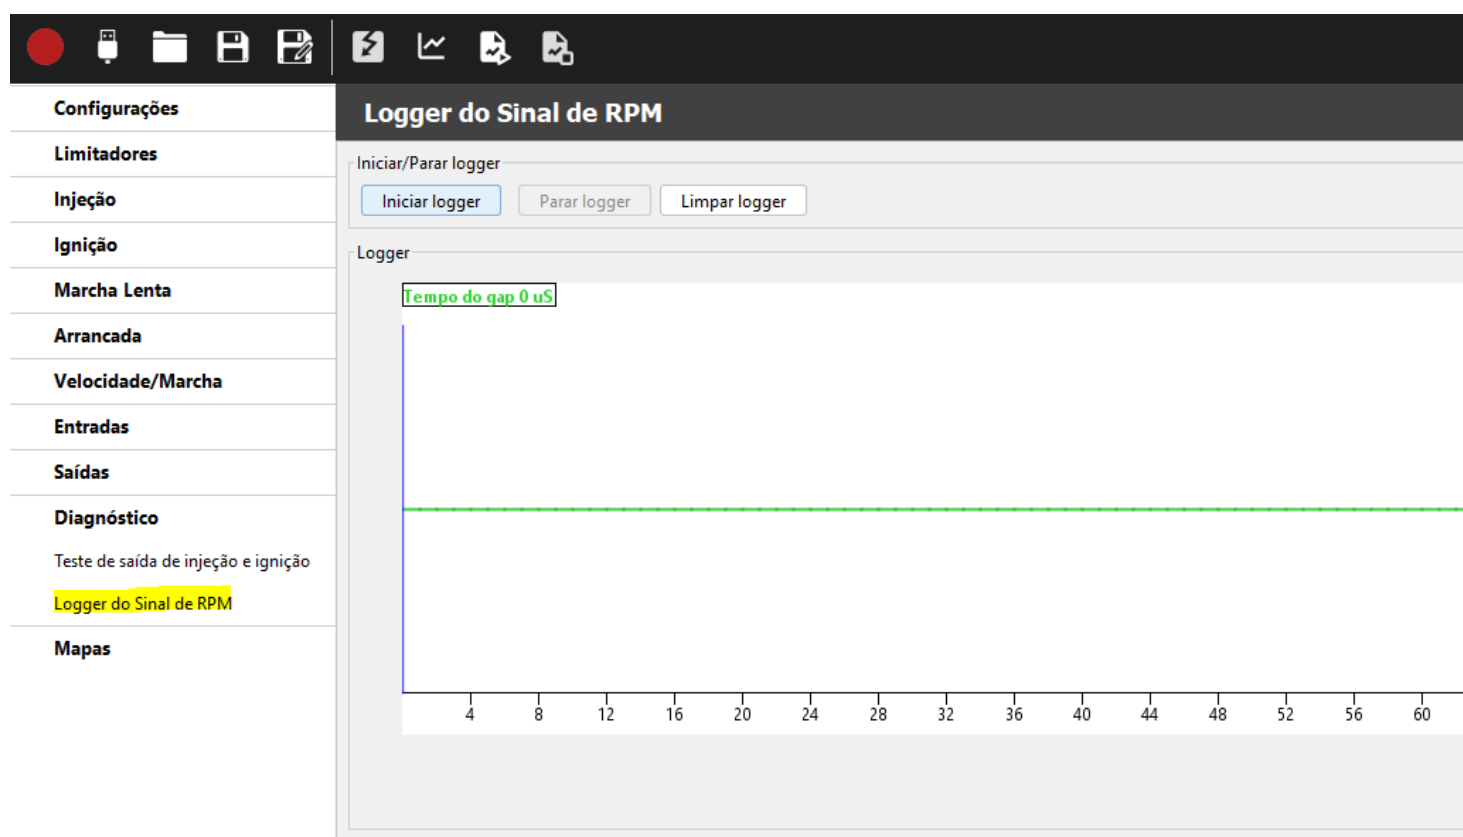 Configurações
Limitadores
Injeção
Ignição
Marcha Lenta
Arrancada
Velocidade/Marcha
Entradas
Saídas
Diagnóstico
Teste de saída de injeção e ignição
Logger do Sinal de RPM
Mapas
Logger do Sinal de RPM
Iniciar/Parar logger
Iniciar logger Parar logger Limpar logger
Logger
Tempo do gap 0 uS
4 8 12 16 20 24 28 32 36 40 44 48 52 56 60